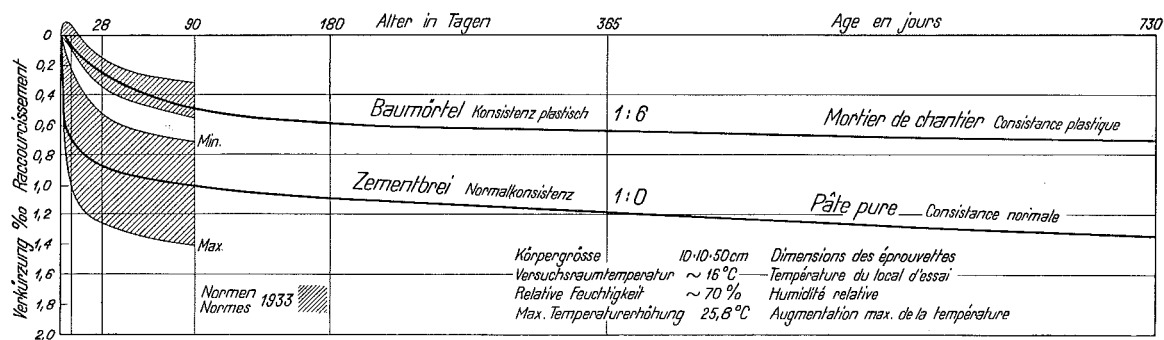 28 90 180 Alter in Tagen 365 Age en jours 730
Verkürzung ‰ Raccourcissement
0
0,2
0,4
0,6
0,8
1,0
1,2
1,4
1,6
1,8
2,0
Baumörtel Konsistenz plastisch 1:6 Mortier de chantier Consistance plastique
Min.
Zementbrei Normalkonsistenz 1:0 Pâte pure Consistance normale
Max.
Körpergrösse 10·10·50cm Dimensions des éprouvettes
Versuchsraumtemperatur ~ 16°C Température du local d'essai
Relative Feuchtigkeit ~ 70 % Humidité relative
Max. Temperaturerhöhung 25,8°C Augmentation max. de la température
Normen
Normes 1933